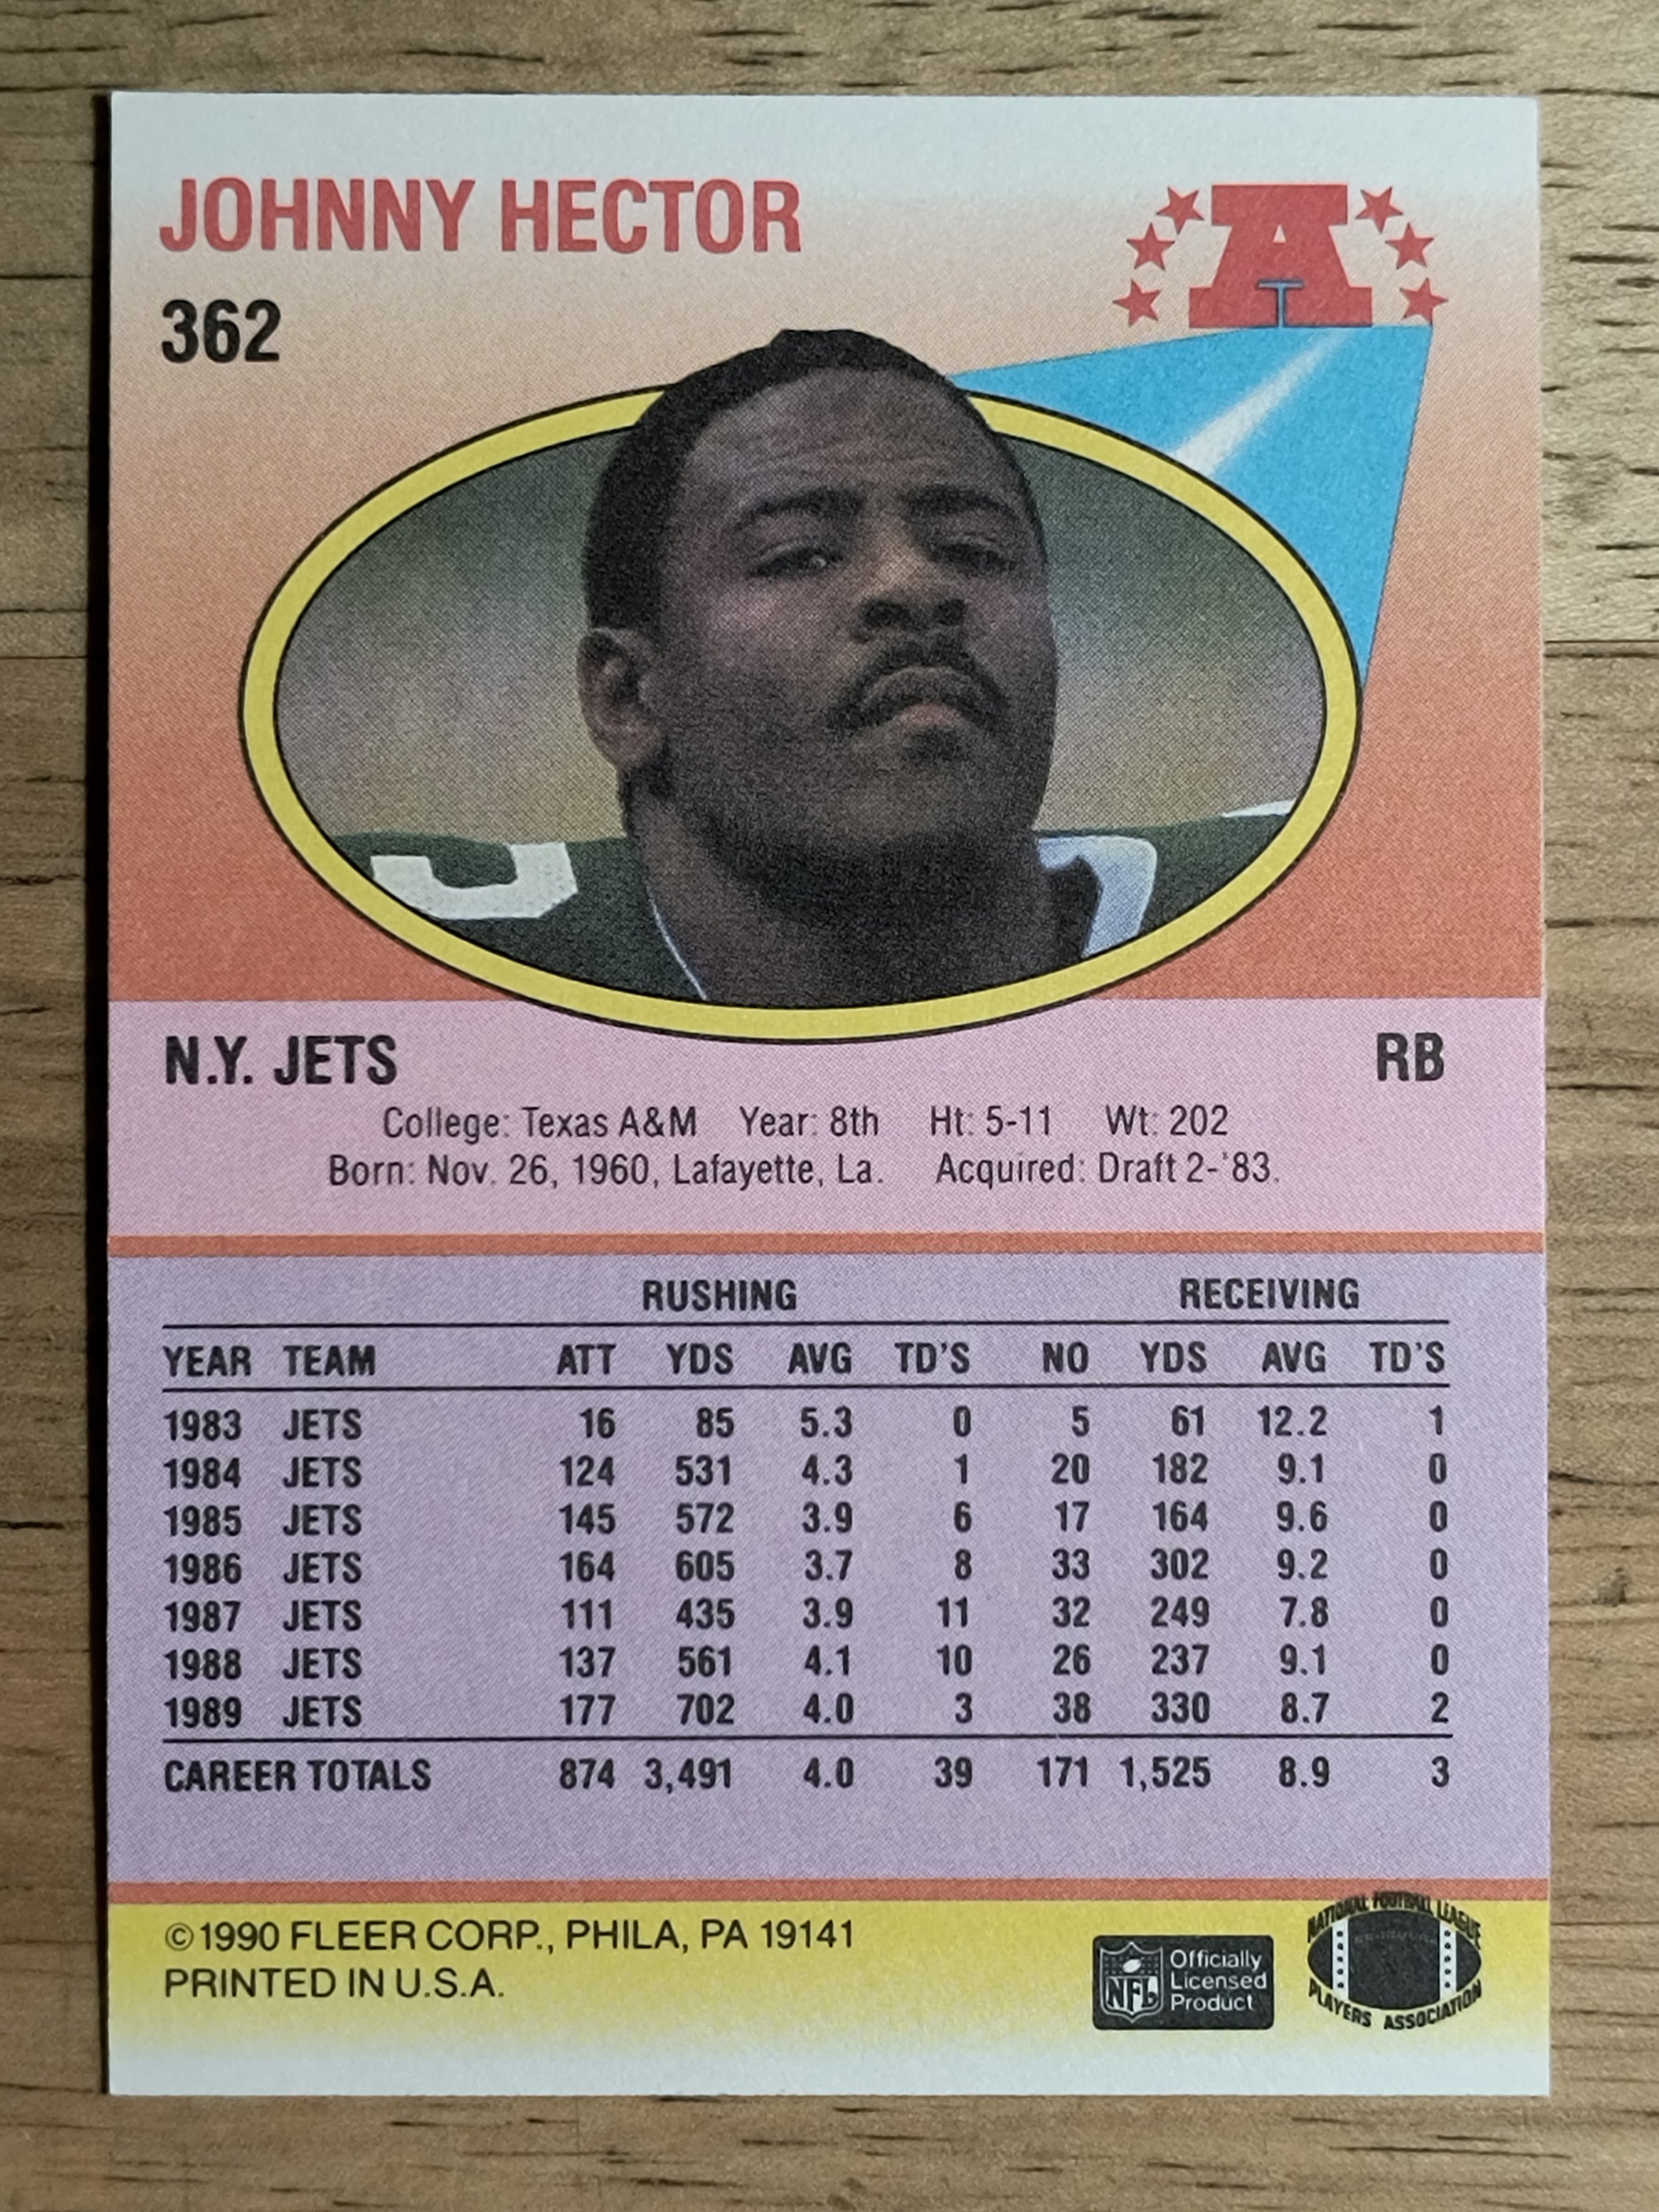 JOHNNY HECTOR
362
A
N.Y. JETS RB
College: Texas A&M Year: 8th Ht: 5-11 Wt: 202
Born: Nov. 26, 1960, Lafayette, La. Acquired: Draft 2-'83.
RUSHING RECEIVING
YEAR TEAM ATT YDS AVG TD'S NO YDS AVG TD'S
1983 JETS 16 85 5.3 0 5 61 12.2 1
1984 JETS 124 531 4.3 1 20 182 9.1 0
1985 JETS 145 572 3.9 6 17 164 9.6 0
1986 JETS 164 605 3.7 8 33 302 9.2 0
1987 JETS 111 435 3.9 11 32 249 7.8 0
1988 JETS 137 561 4.1 10 26 237 9.1 0
1989 JETS 177 702 4.0 3 38 330 8.7 2
CAREER TOTALS 874 3,491 4.0 39 171 1,525 8.9 3
©1990 FLEER CORP., PHILA, PA 19141
PRINTED IN U.S.A.
NFL
Officially
Licensed
Product
NATIONAL FOOTBALL LEAGUE
PLAYERS ASSOCIATION